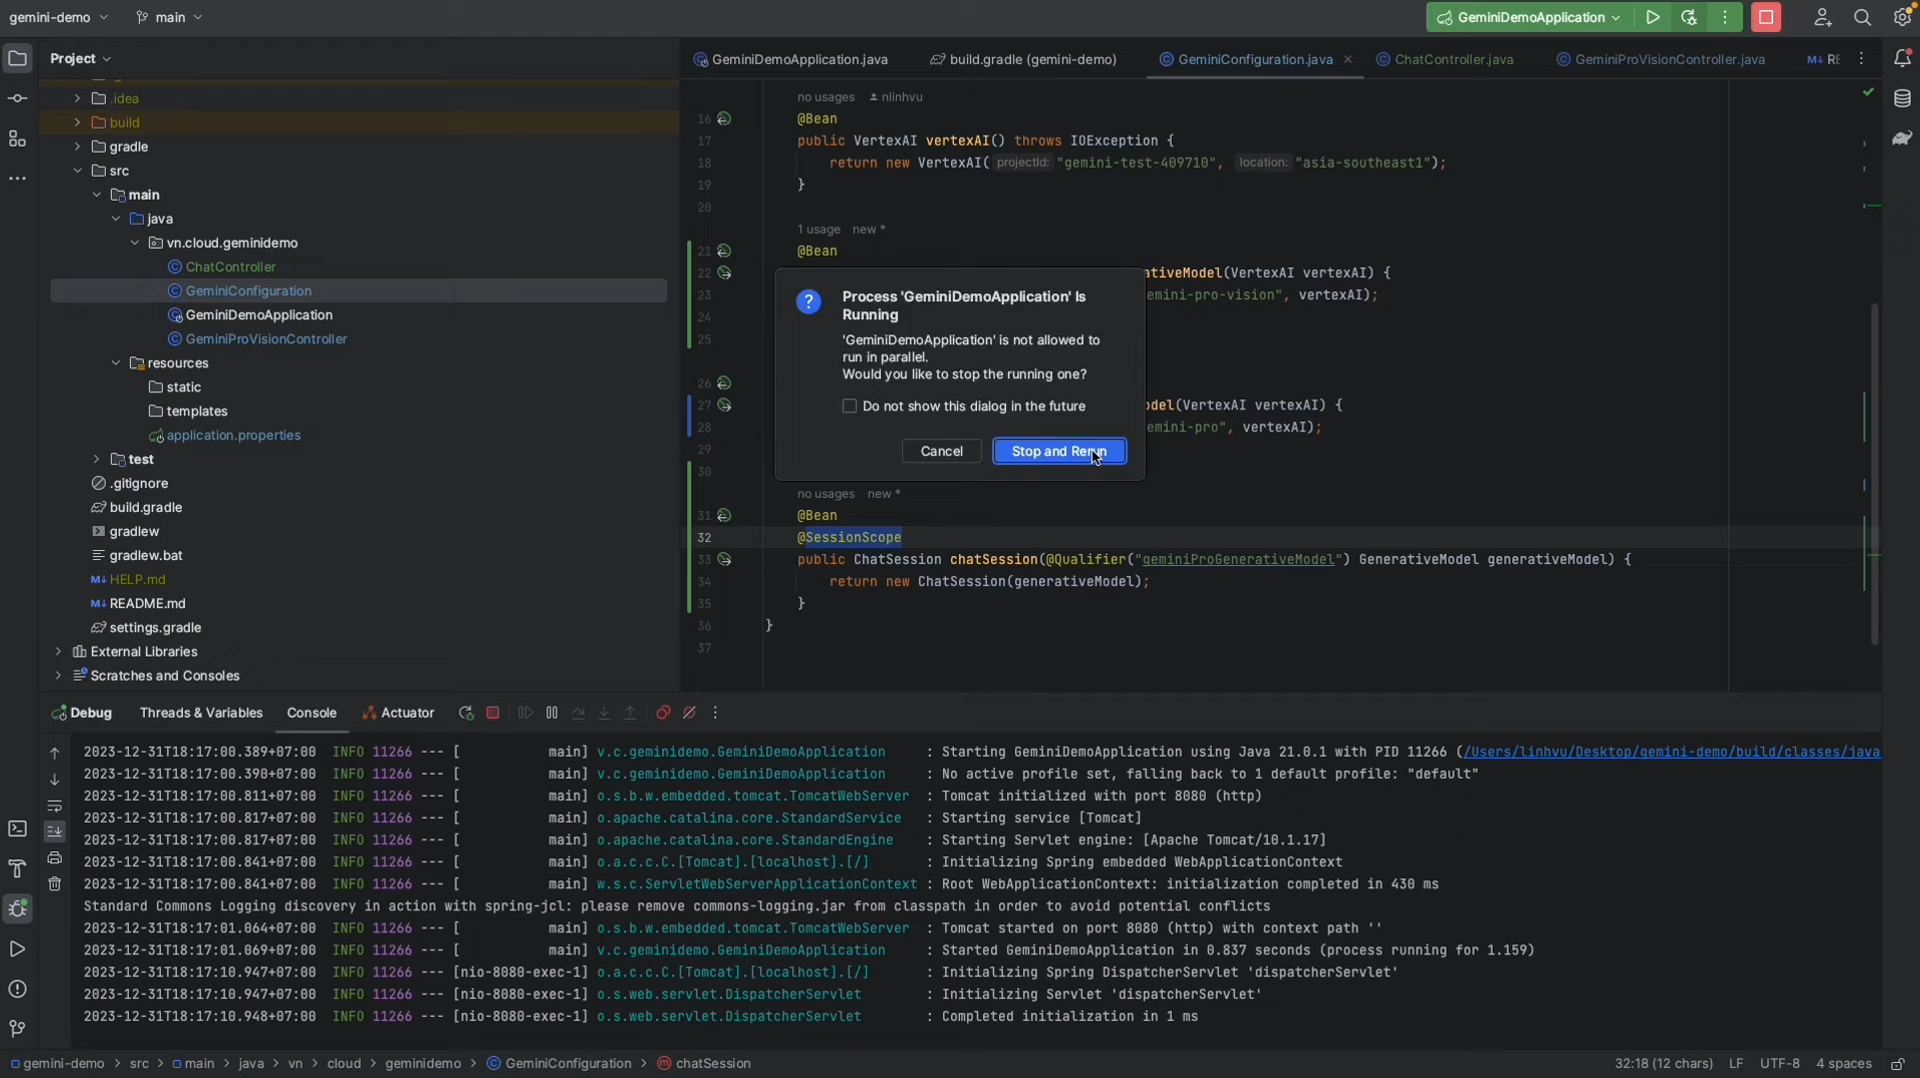 gemini-demo
main
GeminiDemoApplication
Project
.idea
build
gradle
src
main
java
vn.cloud.geminidemo
ChatController
GeminiConfiguration
GeminiDemoApplication
GeminiProVisionController
resources
static
templates
application.properties
test
.gitignore
build.gradle
gradlew
gradlew.bat
M↓ HELP.md
M↓ README.md
settings.gradle
External Libraries
Scratches and Consoles
GeminiDemoApplication.java
build.gradle (gemini-demo)
GeminiConfiguration.java
ChatController.java
GeminiProVisionController.java
M↓ RE
no usages nlinhvu
16 @Bean
17 public VertexAI vertexAI() throws IOException {
18 return new VertexAI( projectId: "gemini-test-409710", location: "asia-southeast1");
19 }
20
1 usage new *
21 @Bean
22 ativeModel(VertexAI vertexAI) {
23 emini-pro-vision", vertexAI);
24
25
26
27 odel(VertexAI vertexAI) {
28 emini-pro", vertexAI);
29
30
no usages new *
31 @Bean
32 @SessionScope
33 public ChatSession chatSession(@Qualifier("geminiProGenerativeModel") GenerativeModel generativeModel) {
34 return new ChatSession(generativeModel);
35 }
36 }
37
Process 'GeminiDemoApplication' Is
Running
'GeminiDemoApplication' is not allowed to
run in parallel.
Would you like to stop the running one?
Do not show this dialog in the future
Cancel
Stop and Rerun
Debug
Threads & Variables
Console
Actuator
2023-12-31T18:17:00.389+07:00 INFO 11266 --- [ main] v.c.geminidemo.GeminiDemoApplication : Starting GeminiDemoApplication using Java 21.0.1 with PID 11266 (/Users/linhvu/Desktop/gemini-demo/build/classes/java
2023-12-31T18:17:00.390+07:00 INFO 11266 --- [ main] v.c.geminidemo.GeminiDemoApplication : No active profile set, falling back to 1 default profile: "default"
2023-12-31T18:17:00.811+07:00 INFO 11266 --- [ main] o.s.b.w.embedded.tomcat.TomcatWebServer : Tomcat initialized with port 8080 (http)
2023-12-31T18:17:00.817+07:00 INFO 11266 --- [ main] o.apache.catalina.core.StandardService : Starting service [Tomcat]
2023-12-31T18:17:00.817+07:00 INFO 11266 --- [ main] o.apache.catalina.core.StandardEngine : Starting Servlet engine: [Apache Tomcat/10.1.17]
2023-12-31T18:17:00.841+07:00 INFO 11266 --- [ main] o.a.c.c.C.[Tomcat].[localhost].[/] : Initializing Spring embedded WebApplicationContext
2023-12-31T18:17:00.841+07:00 INFO 11266 --- [ main] w.s.c.ServletWebServerApplicationContext : Root WebApplicationContext: initialization completed in 430 ms
Standard Commons Logging discovery in action with spring-jcl: please remove commons-logging.jar from classpath in order to avoid potential conflicts
2023-12-31T18:17:01.064+07:00 INFO 11266 --- [ main] o.s.b.w.embedded.tomcat.TomcatWebServer : Tomcat started on port 8080 (http) with context path ''
2023-12-31T18:17:01.069+07:00 INFO 11266 --- [ main] v.c.geminidemo.GeminiDemoApplication : Started GeminiDemoApplication in 0.837 seconds (process running for 1.159)
2023-12-31T18:17:10.947+07:00 INFO 11266 --- [nio-8080-exec-1] o.a.c.c.C.[Tomcat].[localhost].[/] : Initializing Spring DispatcherServlet 'dispatcherServlet'
2023-12-31T18:17:10.947+07:00 INFO 11266 --- [nio-8080-exec-1] o.s.web.servlet.DispatcherServlet : Initializing Servlet 'dispatcherServlet'
2023-12-31T18:17:10.948+07:00 INFO 11266 --- [nio-8080-exec-1] o.s.web.servlet.DispatcherServlet : Completed initialization in 1 ms
gemini-demo > src > main > java > vn > cloud > geminidemo > GeminiConfiguration > chatSession
32:18 (12 chars) LF UTF-8 4 spaces